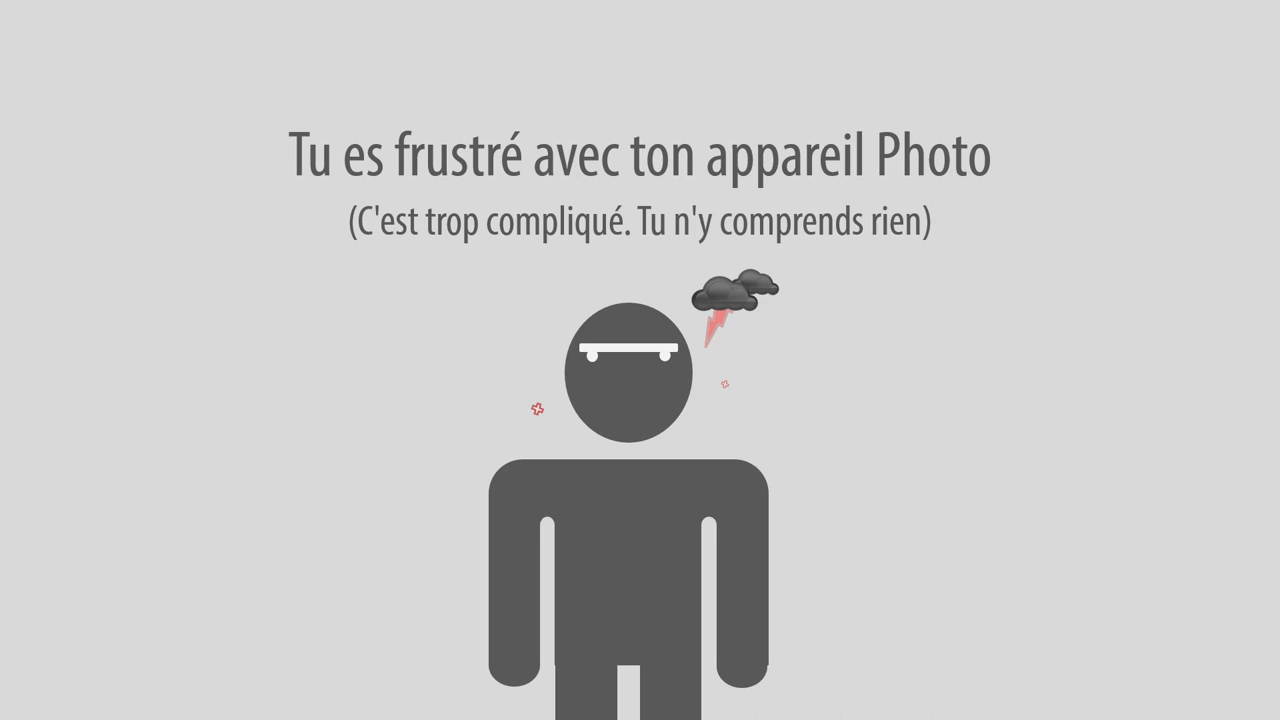 Tu es frustré avec ton appareil Photo
(C'est trop compliqué. Tu n'y comprends rien)